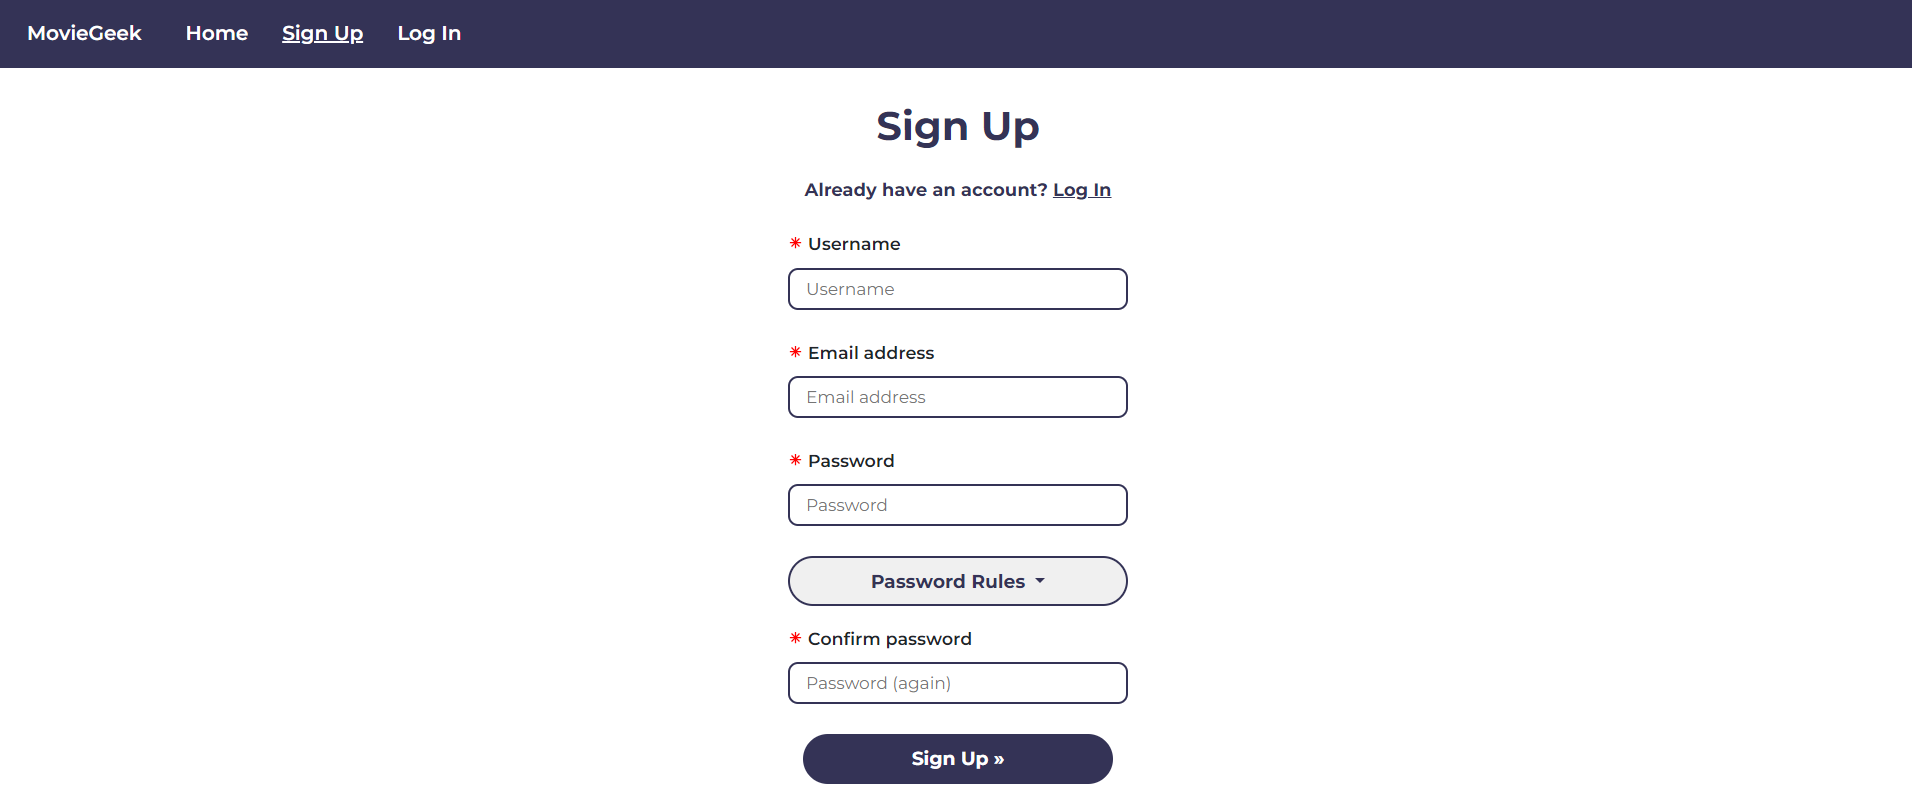 MovieGeek Home Sign Up Log In
Sign Up
Already have an account? Log In
* Username
Username
* Email address
Email address
* Password
Password
Password Rules
* Confirm password
Password (again)
Sign Up »